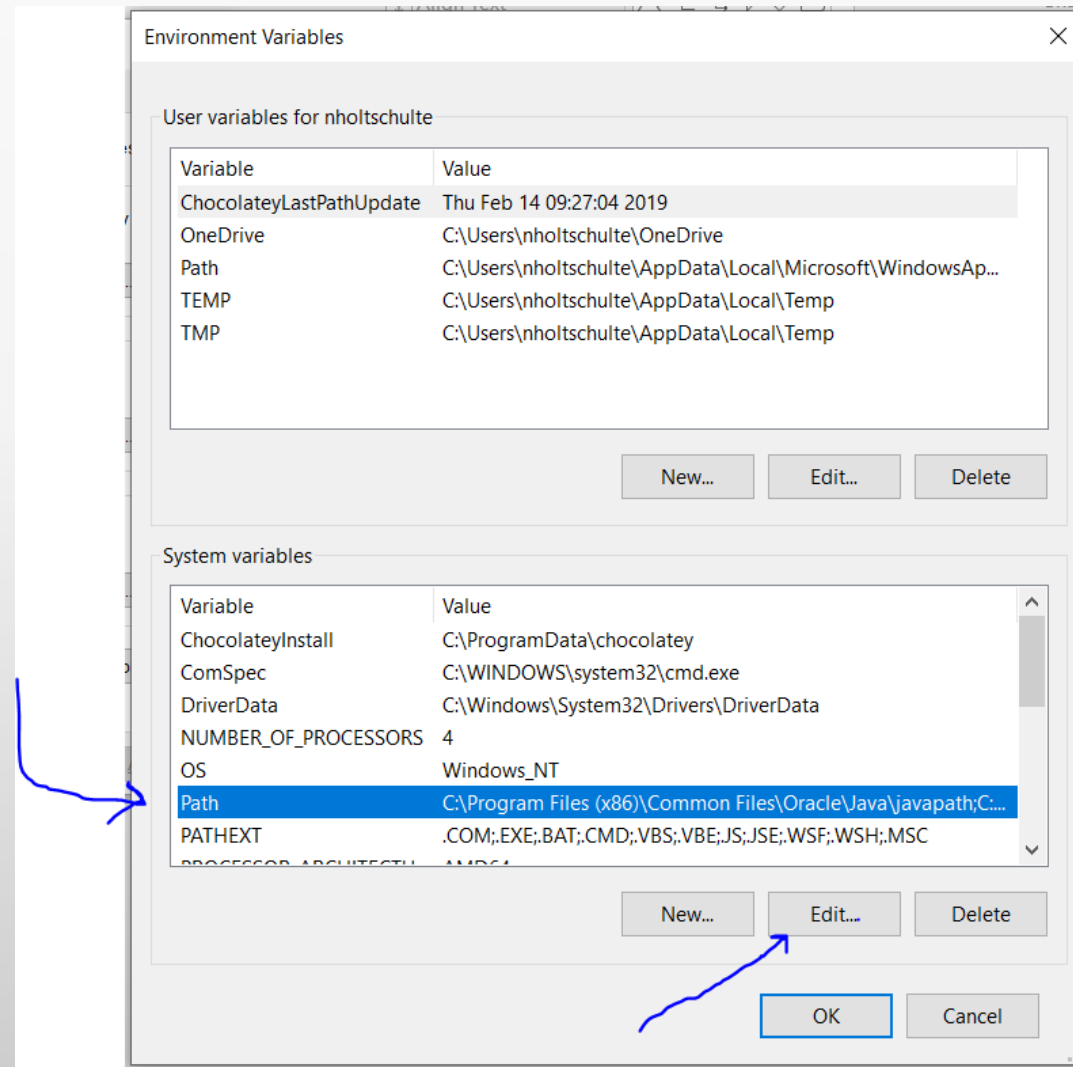 Environment Variables
User variables for nholtschulte
Variable Value
ChocolateyLastPathUpdate Thu Feb 14 09:27:04 2019
OneDrive C:\Users\nholtschulte\OneDrive
Path C:\Users\nholtschulte\AppData\Local\Microsoft\WindowsAp...
TEMP C:\Users\nholtschulte\AppData\Local\Temp
TMP C:\Users\nholtschulte\AppData\Local\Temp
New... Edit... Delete
System variables
Variable Value
ChocolateyInstall C:\ProgramData\chocolatey
ComSpec C:\WINDOWS\system32\cmd.exe
DriverData C:\Windows\System32\Drivers\DriverData
NUMBER_OF_PROCESSORS 4
OS Windows_NT
Path C:\Program Files (x86)\Common Files\Oracle\Java\javapath;C:...
PATHEXT .COM;.EXE;.BAT;.CMD;.VBS;.VBE;.JS;.JSE;.WSF;.WSH;.MSC
New... Edit... Delete
OK Cancel